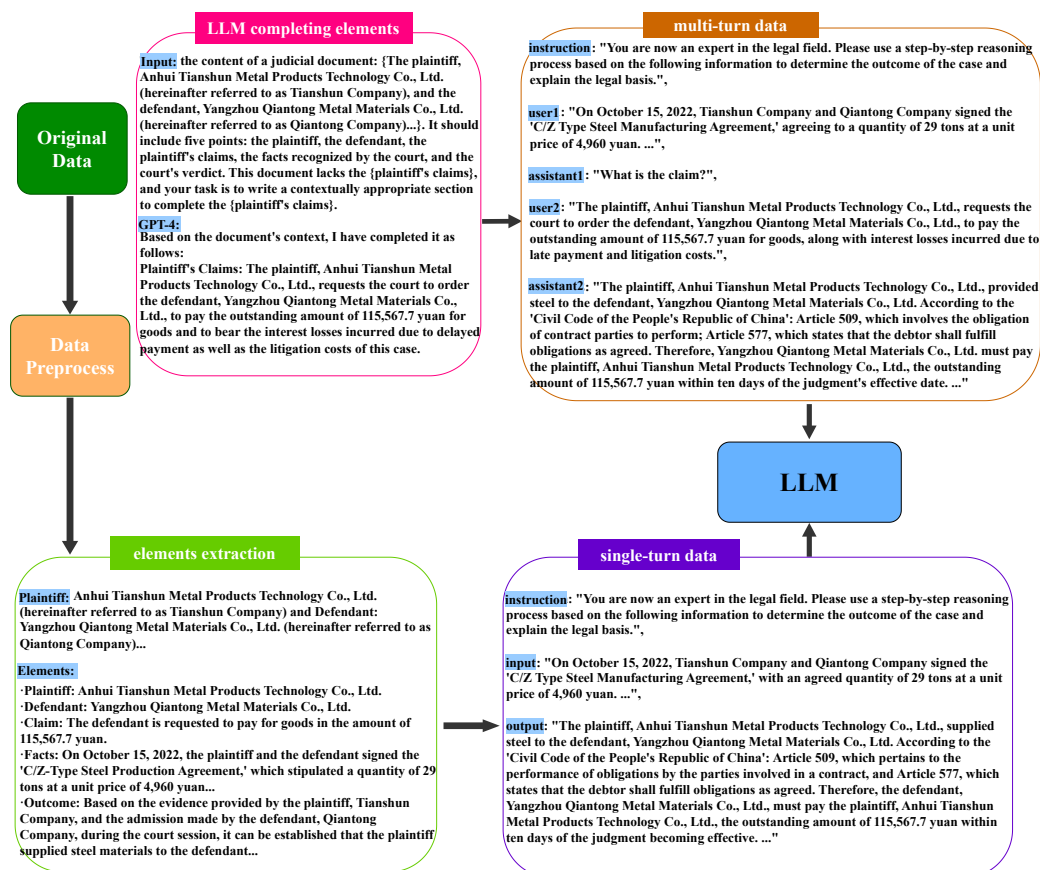 LLM completing elements
Input: the content of a judicial document: {The plaintiff,
Anhui Tianshun Metal Products Technology Co., Ltd.
(hereinafter referred to as Tianshun Company), and the
defendant, Yangzhou Qiantong Metal Materials Co., Ltd.
(hereinafter referred to as Qiantong Company)...}. It should
include five points: the plaintiff, the defendant, the
plaintiff's claims, the facts recognized by the court, and the
court's verdict. This document lacks the {plaintiff's claims},
and your task is to write a contextually appropriate section
to complete the {plaintiff's claims}.
GPT-4:
Based on the document's context, I have completed it as
follows:
Plaintiff's Claims: The plaintiff, Anhui Tianshun Metal
Products Technology Co., Ltd., requests the court to order
the defendant, Yangzhou Qiantong Metal Materials Co.,
Ltd., to pay the outstanding amount of 115,567.7 yuan for
goods and to bear the interest losses incurred due to delayed
payment as well as the litigation costs of this case.
multi-turn data
instruction: "You are now an expert in the legal field. Please use a step-by-step reasoning
process based on the following information to determine the outcome of the case and
explain the legal basis.",
user1: "On October 15, 2022, Tianshun Company and Qiantong Company signed the
'C/Z Type Steel Manufacturing Agreement,' agreeing to a quantity of 29 tons at a unit
price of 4,960 yuan. ...",
assistant1: "What is the claim?",
user2: "The plaintiff, Anhui Tianshun Metal Products Technology Co., Ltd., requests the
court to order the defendant, Yangzhou Qiantong Metal Materials Co., Ltd., to pay the
outstanding amount of 115,567.7 yuan for goods, along with interest losses incurred due to
late payment and litigation costs.",
assistant2: "The plaintiff, Anhui Tianshun Metal Products Technology Co., Ltd., provided
steel to the defendant, Yangzhou Qiantong Metal Materials Co., Ltd. According to the
'Civil Code of the People's Republic of China': Article 509, which involves the obligation
of contract parties to perform; Article 577, which states that the debtor shall fulfill
obligations as agreed. Therefore, Yangzhou Qiantong Metal Materials Co., Ltd. must pay
the plaintiff, Anhui Tianshun Metal Products Technology Co., Ltd., the outstanding
amount of 115,567.7 yuan within ten days of the judgment's effective date. ..."
Original
Data
Data
Preprocess
LLM
elements extraction
Plaintiff: Anhui Tianshun Metal Products Technology Co., Ltd.
(hereinafter referred to as Tianshun Company) and Defendant:
Yangzhou Qiantong Metal Materials Co., Ltd. (hereinafter referred to as
Qiantong Company)...
Elements:
·Plaintiff: Anhui Tianshun Metal Products Technology Co., Ltd.
·Defendant: Yangzhou Qiantong Metal Materials Co., Ltd.
·Claim: The defendant is requested to pay for goods in the amount of
115,567.7 yuan.
·Facts: On October 15, 2022, the plaintiff and the defendant signed the
'C/Z-Type Steel Production Agreement,' which stipulated a quantity of 29
tons at a unit price of 4,960 yuan...
·Outcome: Based on the evidence provided by the plaintiff, Tianshun
Company, and the admission made by the defendant, Qiantong
Company, during the court session, it can be established that the plaintiff
supplied steel materials to the defendant...
single-turn data
instruction: "You are now an expert in the legal field. Please use a step-by-step reasoning
process based on the following information to determine the outcome of the case and
explain the legal basis.",
input: "On October 15, 2022, Tianshun Company and Qiantong Company signed the
'C/Z Type Steel Manufacturing Agreement,' with an agreed quantity of 29 tons at a unit
price of 4,960 yuan. ...",
output: "The plaintiff, Anhui Tianshun Metal Products Technology Co., Ltd., supplied
steel to the defendant, Yangzhou Qiantong Metal Materials Co., Ltd. According to the
'Civil Code of the People's Republic of China': Article 509, which pertains to the
performance of obligations by the parties involved in a contract, and Article 577, which
states that the debtor shall fulfill obligations as agreed. Therefore, the defendant,
Yangzhou Qiantong Metal Materials Co., Ltd., must pay the plaintiff, Anhui Tianshun
Metal Products Technology Co., Ltd., the outstanding amount of 115,567.7 yuan within
ten days of the judgment becoming effective. ..."